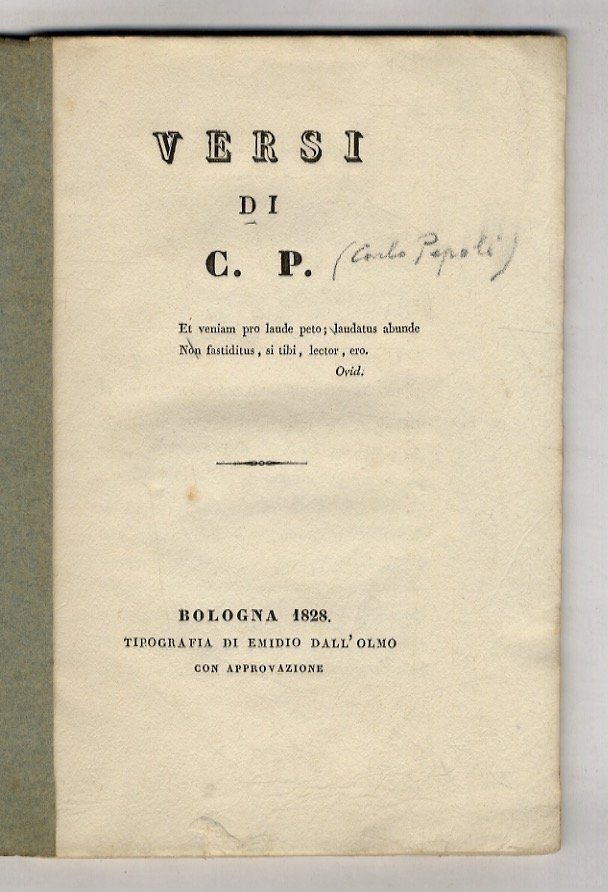 VERSI
DI
C. P. (Carlo Pepoli)
Et veniam pro laude peto; laudatus abunde
Non fastiditus, si tibi, lector, ero.
Ovid.
BOLOGNA 1828.
TIPOGRAFIA DI EMIDIO DALL'OLMO
CON APPROVAZIONE